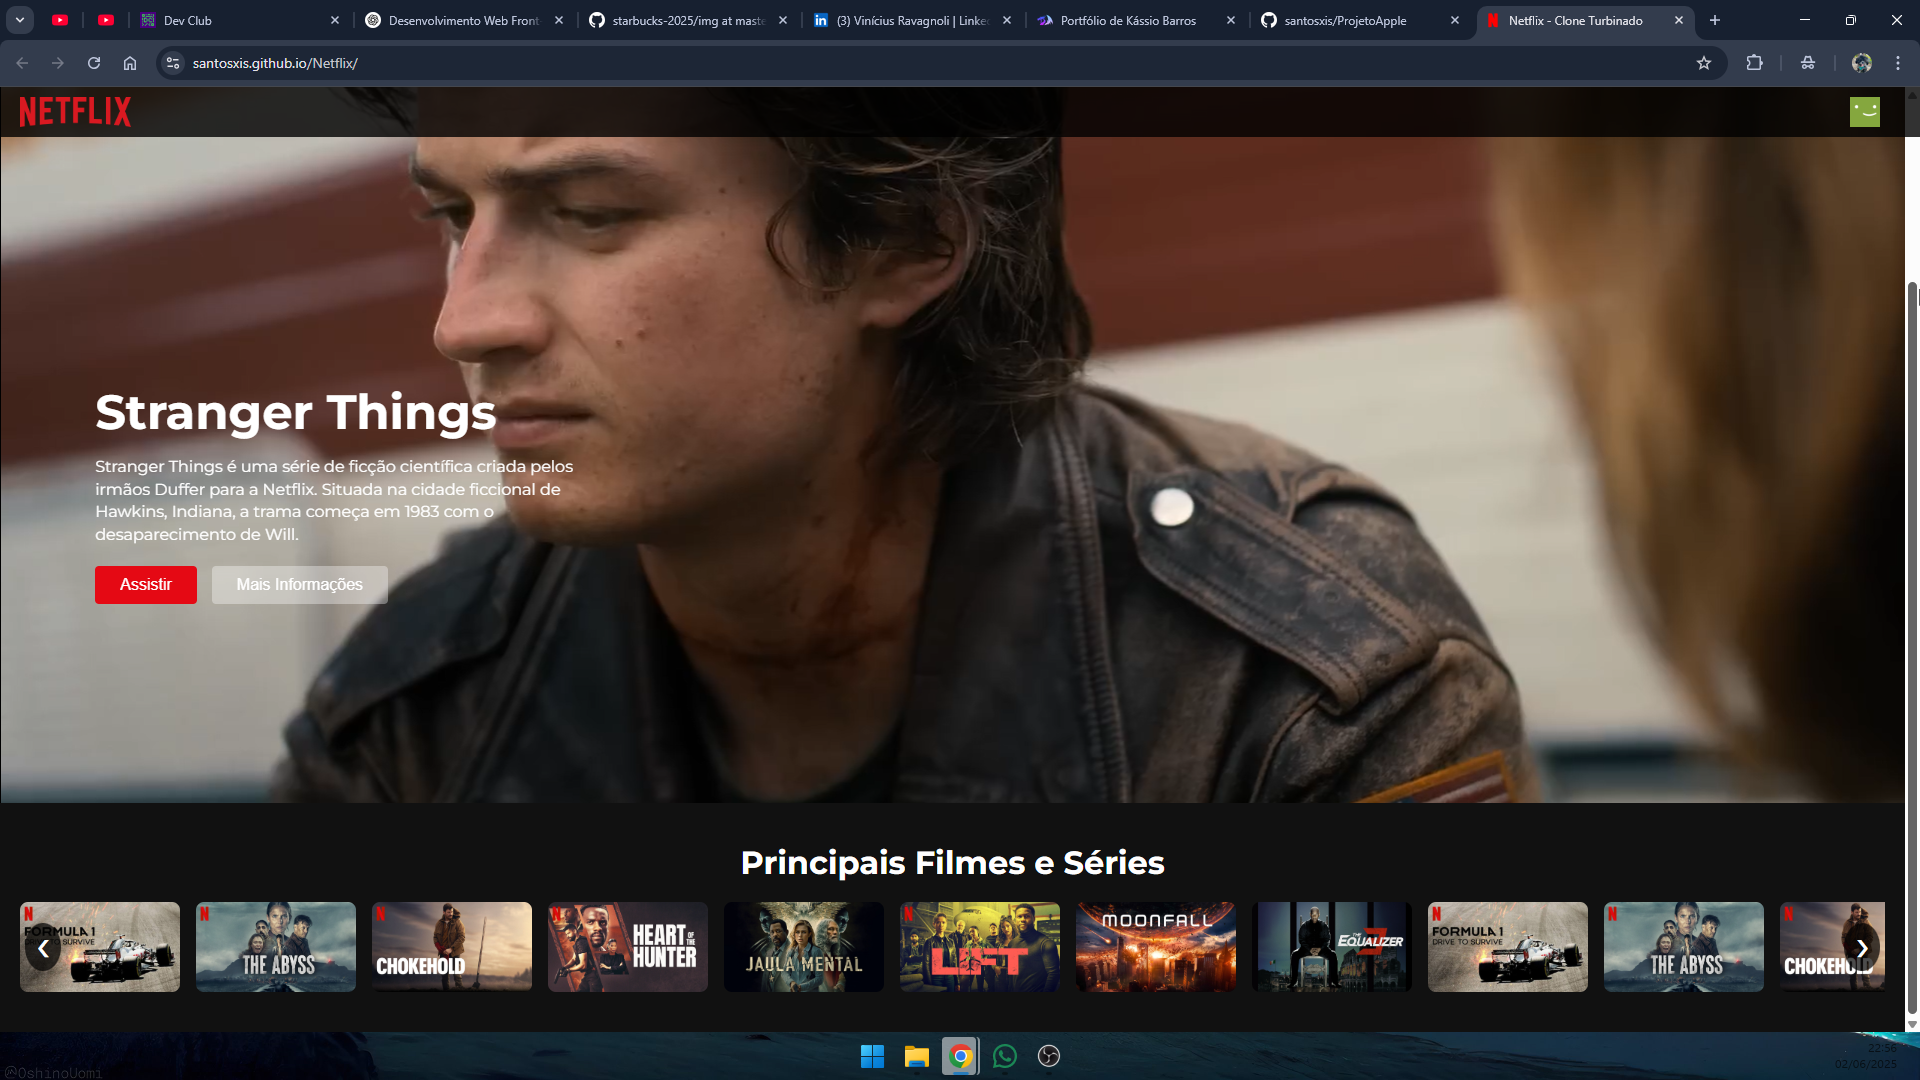 Dev Club
Desenvolvimento Web Front
starbucks-2025/img at maste
(3) Vinícius Ravagnoli | Linke
Portfólio de Kássio Barros
santosxis/ProjetoApple
Netflix - Clone Turbinado
santosxis.github.io/Netflix/
NETFLIX
Stranger Things
Stranger Things é uma série de ficção científica criada pelos
irmãos Duffer para a Netflix. Situada na cidade ficcional de
Hawkins, Indiana, a trama começa em 1983 com o
desaparecimento de Will.
Assistir
Mais Informações
Principais Filmes e Séries
N
FORMULA 1
DRIVE TO SURVIVE
N
THE ABYSS
N
CHOKEHOLD
N
HEART
OF THE
HUNTER
JAULA MENTAL
N
LIFT
MOONFALL
THE
EQUALIZER
3
N
FORMULA 1
DRIVE TO SURVIVE
N
THE ABYSS
N
CHOKEHOLD
22:56
02/06/2025
@OshinoUomi